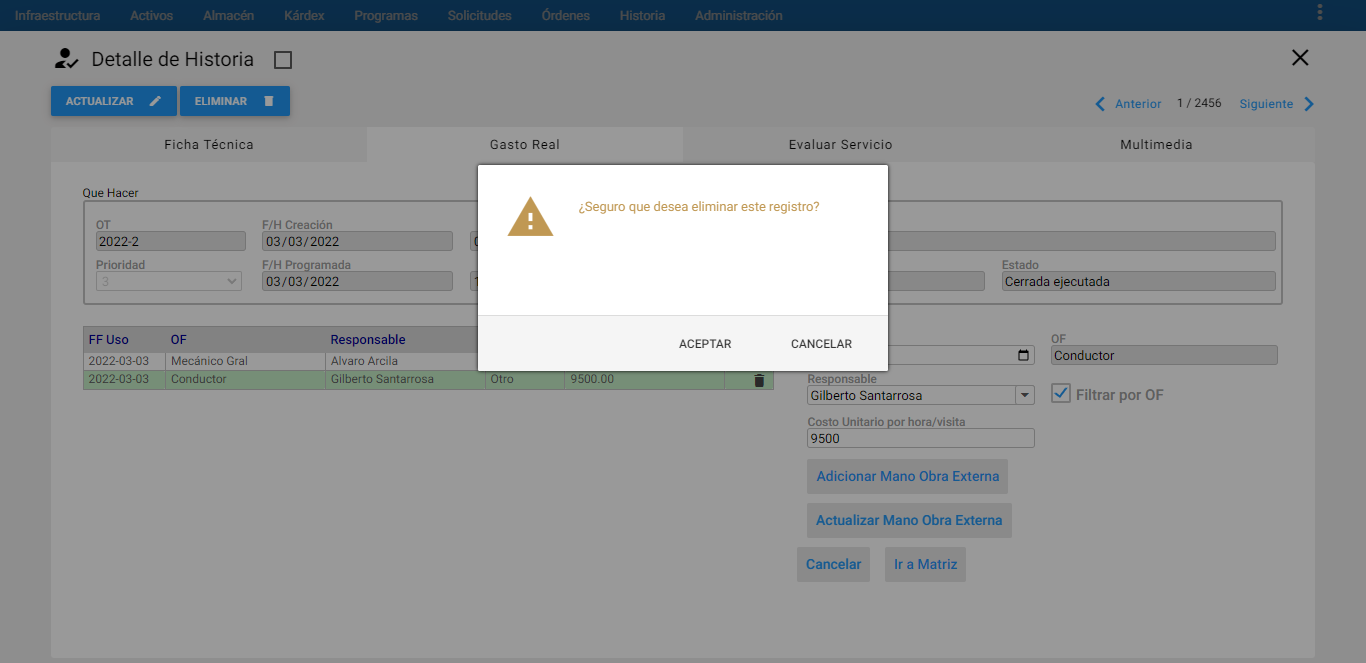 Infraestructura Activos Almacén Kárdex Programas Solicitudes Órdenes Historia Administración
Detalle de Historia
ACTUALIZAR ELIMINAR
Anterior 1 / 2456 Siguiente
Ficha Técnica Gasto Real Evaluar Servicio Multimedia
Que Hacer
¿Seguro que desea eliminar este registro?
OT F/H Creación
2022-2 03/03/2022
Prioridad F/H Programada Estado
3 03/03/2022 Cerrada ejecutada
ACEPTAR CANCELAR
FF Uso OF Responsable
2022-03-03 Mecánico Gral Alvaro Arcila
2022-03-03 Conductor Gilberto Santarrosa Otro 9500.00
OF
Conductor
Responsable
Gilberto Santarrosa Filtrar por OF
Costo Unitario por hora/visita
9500
Adicionar Mano Obra Externa
Actualizar Mano Obra Externa
Cancelar Ir a Matriz